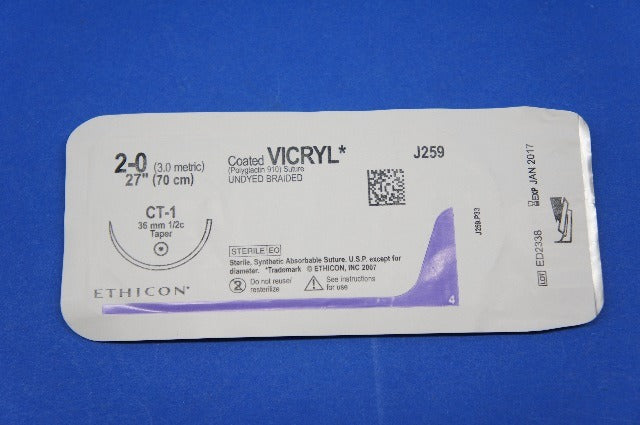 2-0 (3.0 metric)
27" (70 cm)
CT-1
36 mm 1/2c
Taper
ETHICON*
Coated VICRYL*
(Polyglactin 910) Suture
UNDYED BRAIDED
J259
STERILE EO
Sterile, Synthetic Absorbable Suture, U.S.P. except for
diameter. *Trademark © ETHICON, INC 2007
2 Do not reuse/
resterilize
See instructions
for use
4
J259.P33
EXP JAN 2017
LOT ED2338